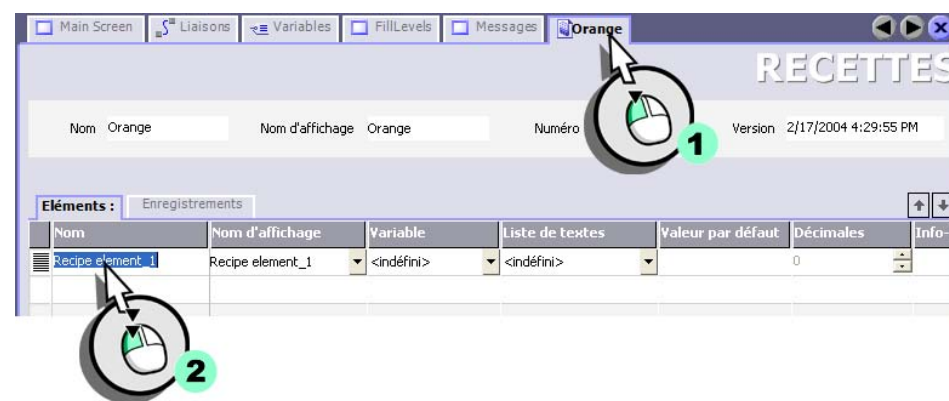 Main Screen Liaisons Variables FillLevels Messages Orange
RECETTES
Nom Orange Nom d'affichage Orange Numéro Version 2/17/2004 4:29:55 PM
1
Eléments : Enregistrements
Nom Nom d'affichage Variable Liste de textes Valeur par défaut Décimales Info-
Recipe element_1 Recipe element_1 <indéfini> <indéfini> 0
2